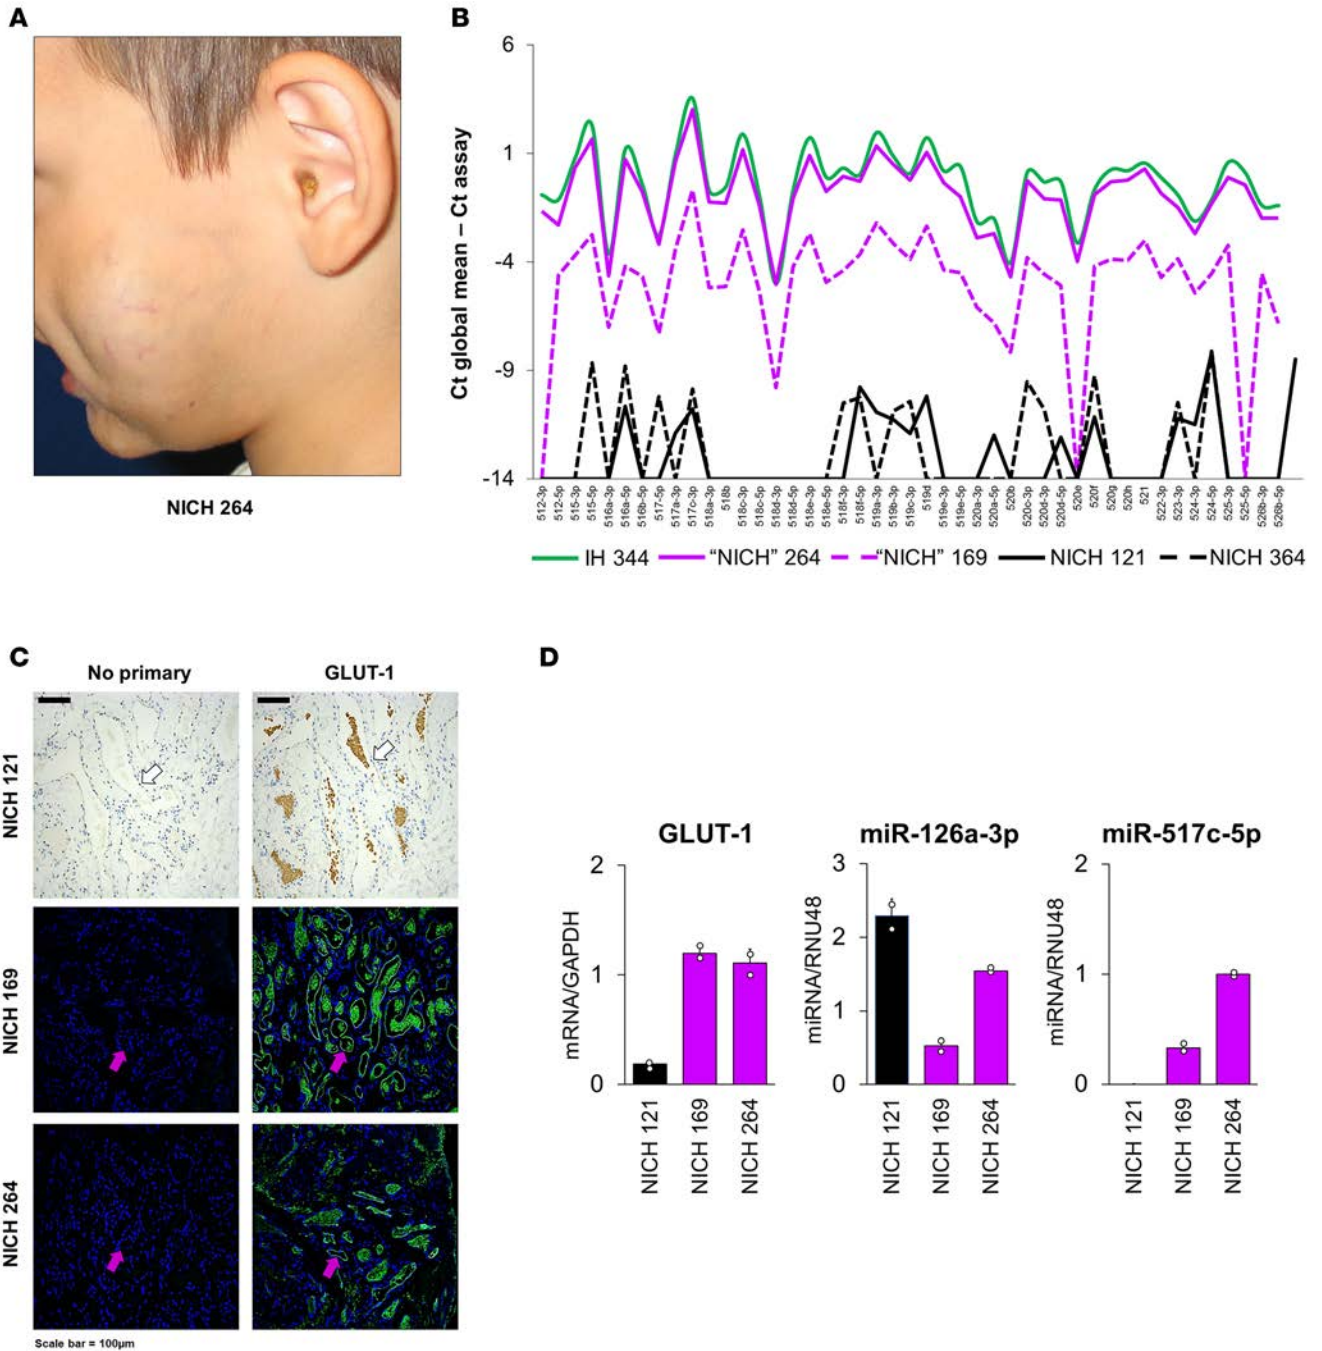 A
NICH 264
B
Ct global mean – Ct assay
6
1
-4
-9
-14
512-3p
512-5p
515-3p
515-5p
516a-3p
516a-5p
516b-5p
517-5p
517a-3p
517c-3p
518a-3p
518b
518c-3p
518c-5p
518d-3p
518d-5p
518e-3p
518e-5p
518f-3p
518f-5p
519a-3p
519b-3p
519c-3p
519d
519e-3p
519e-5p
520a-3p
520a-5p
520b
520c-3p
520d-3p
520d-5p
520e
520f
520g
520h
521
522-3p
523-3p
524-3p
524-5p
525-3p
525-5p
526b-3p
526b-5p
IH 344 "NICH" 264 "NICH" 169 NICH 121 NICH 364
C
No primary GLUT-1
NICH 121
NICH 169
NICH 264
Scale bar = 100µm
D
GLUT-1
mRNA/GAPDH
2
1
0
NICH 121
NICH 169
NICH 264
miR-126a-3p
miRNA/RNU48
3
2
1
0
NICH 121
NICH 169
NICH 264
miR-517c-5p
miRNA/RNU48
2
1
0
NICH 121
NICH 169
NICH 264